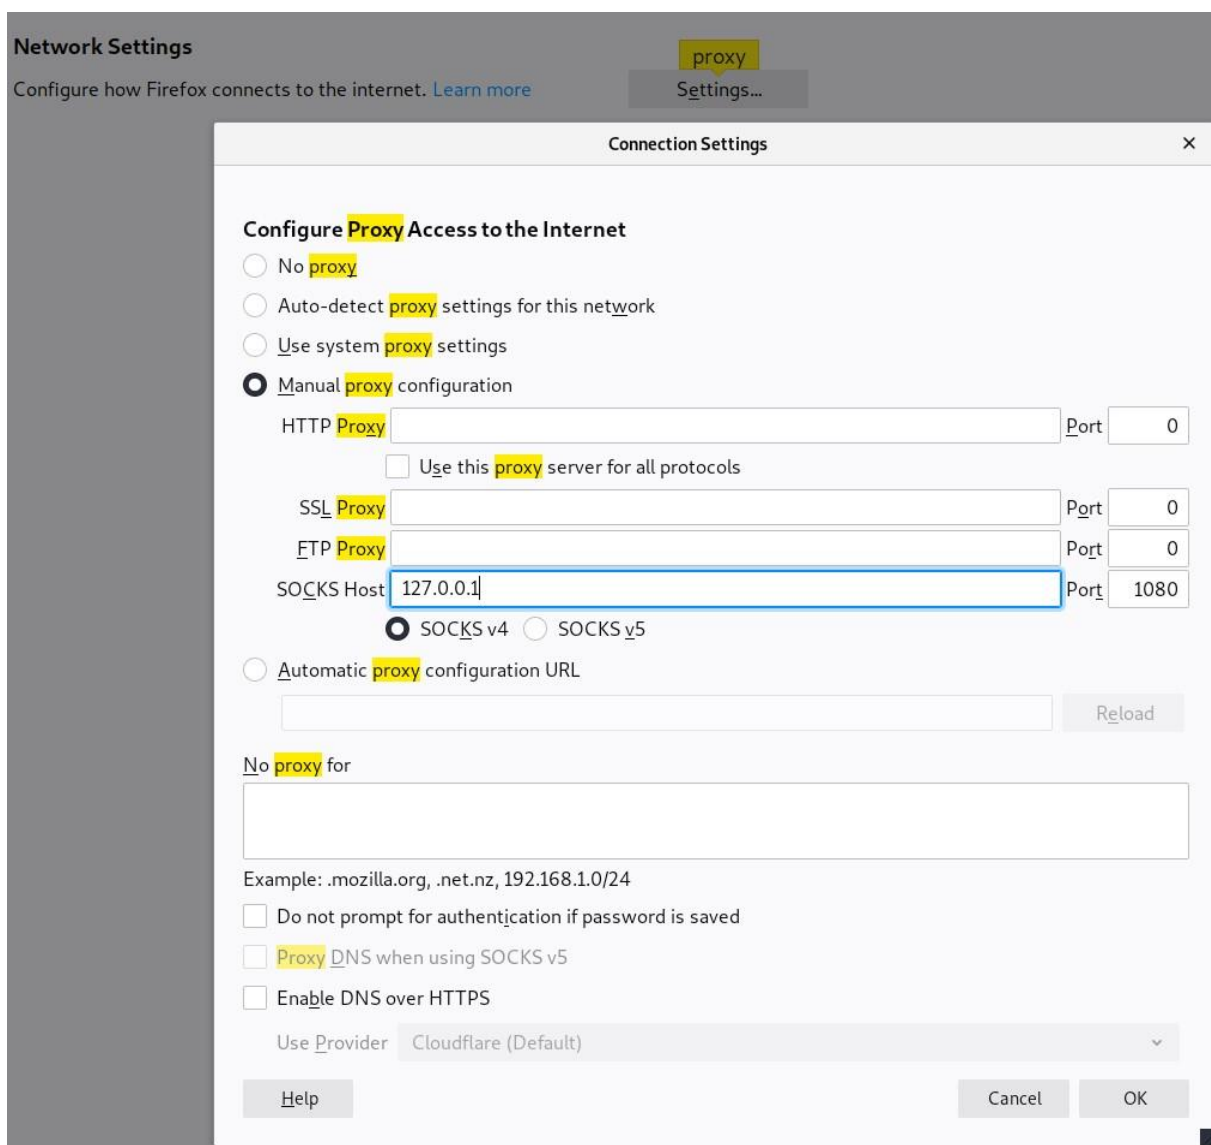 Network Settings
proxy
Configure how Firefox connects to the internet. Learn more Settings...
Connection Settings ×
Configure Proxy Access to the Internet
No proxy
Auto-detect proxy settings for this network
Use system proxy settings
Manual proxy configuration
HTTP Proxy Port 0
Use this proxy server for all protocols
SSL Proxy Port 0
FTP Proxy Port 0
SOCKS Host 127.0.0.1 Port 1080
SOCKS v4 SOCKS v5
Automatic proxy configuration URL
Reload
No proxy for
Example: .mozilla.org, .net.nz, 192.168.1.0/24
Do not prompt for authentication if password is saved
Proxy DNS when using SOCKS v5
Enable DNS over HTTPS
Use Provider Cloudflare (Default)
Help Cancel OK